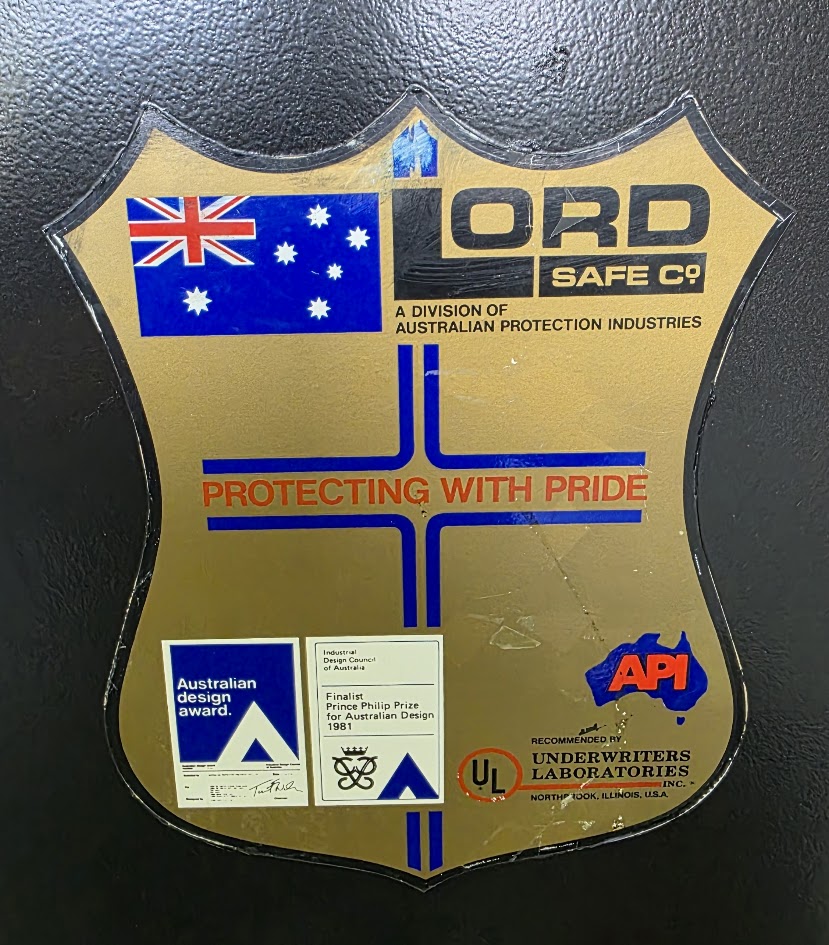 LORD
SAFE CO.
A DIVISION OF
AUSTRALIAN PROTECTION INDUSTRIES
PROTECTING WITH PRIDE
Australian
design
award.
Industrial
Design Council
of Australia
Finalist
Prince Philip Prize
for Australian Design
1981
API
RECOMMENDED BY
UL
UNDERWRITERS
LABORATORIES
INC.
NORTHBROOK, ILLINOIS, U.S.A.